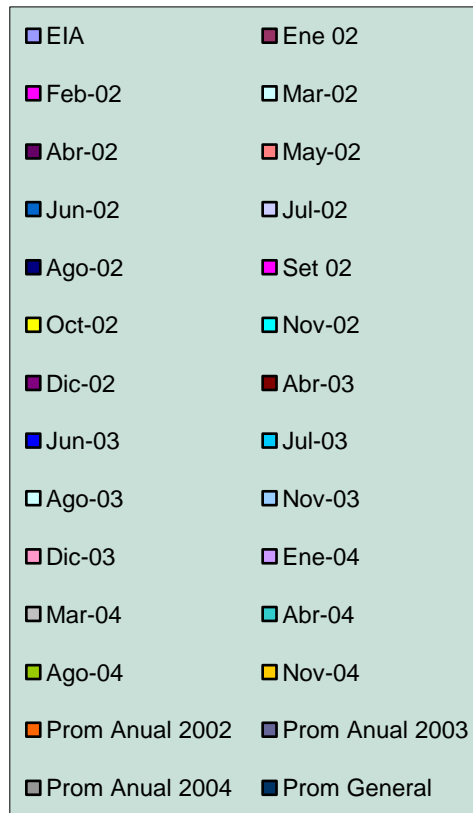 EIA Ene 02
Feb-02 Mar-02
Abr-02 May-02
Jun-02 Jul-02
Ago-02 Set 02
Oct-02 Nov-02
Dic-02 Abr-03
Jun-03 Jul-03
Ago-03 Nov-03
Dic-03 Ene-04
Mar-04 Abr-04
Ago-04 Nov-04
Prom Anual 2002 Prom Anual 2003
Prom Anual 2004 Prom General